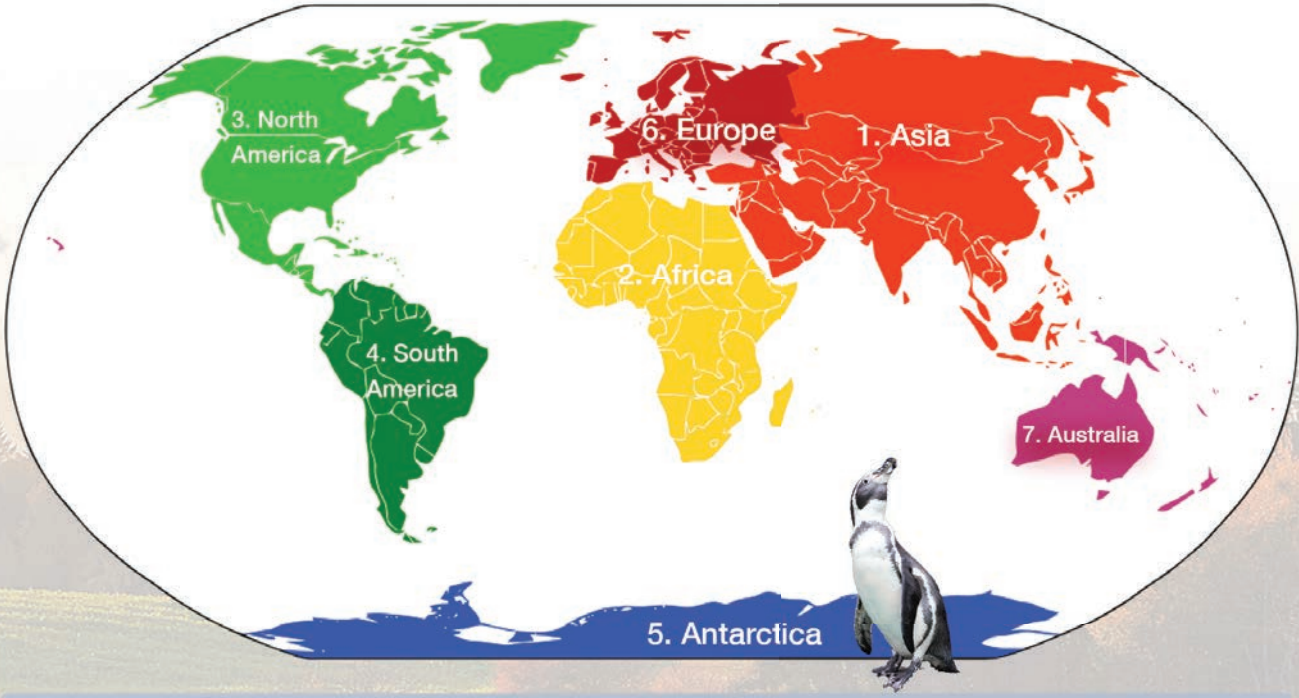 3. North
America
6. Europe
1. Asia
2. Africa
4. South
America
7. Australia
5. Antarctica